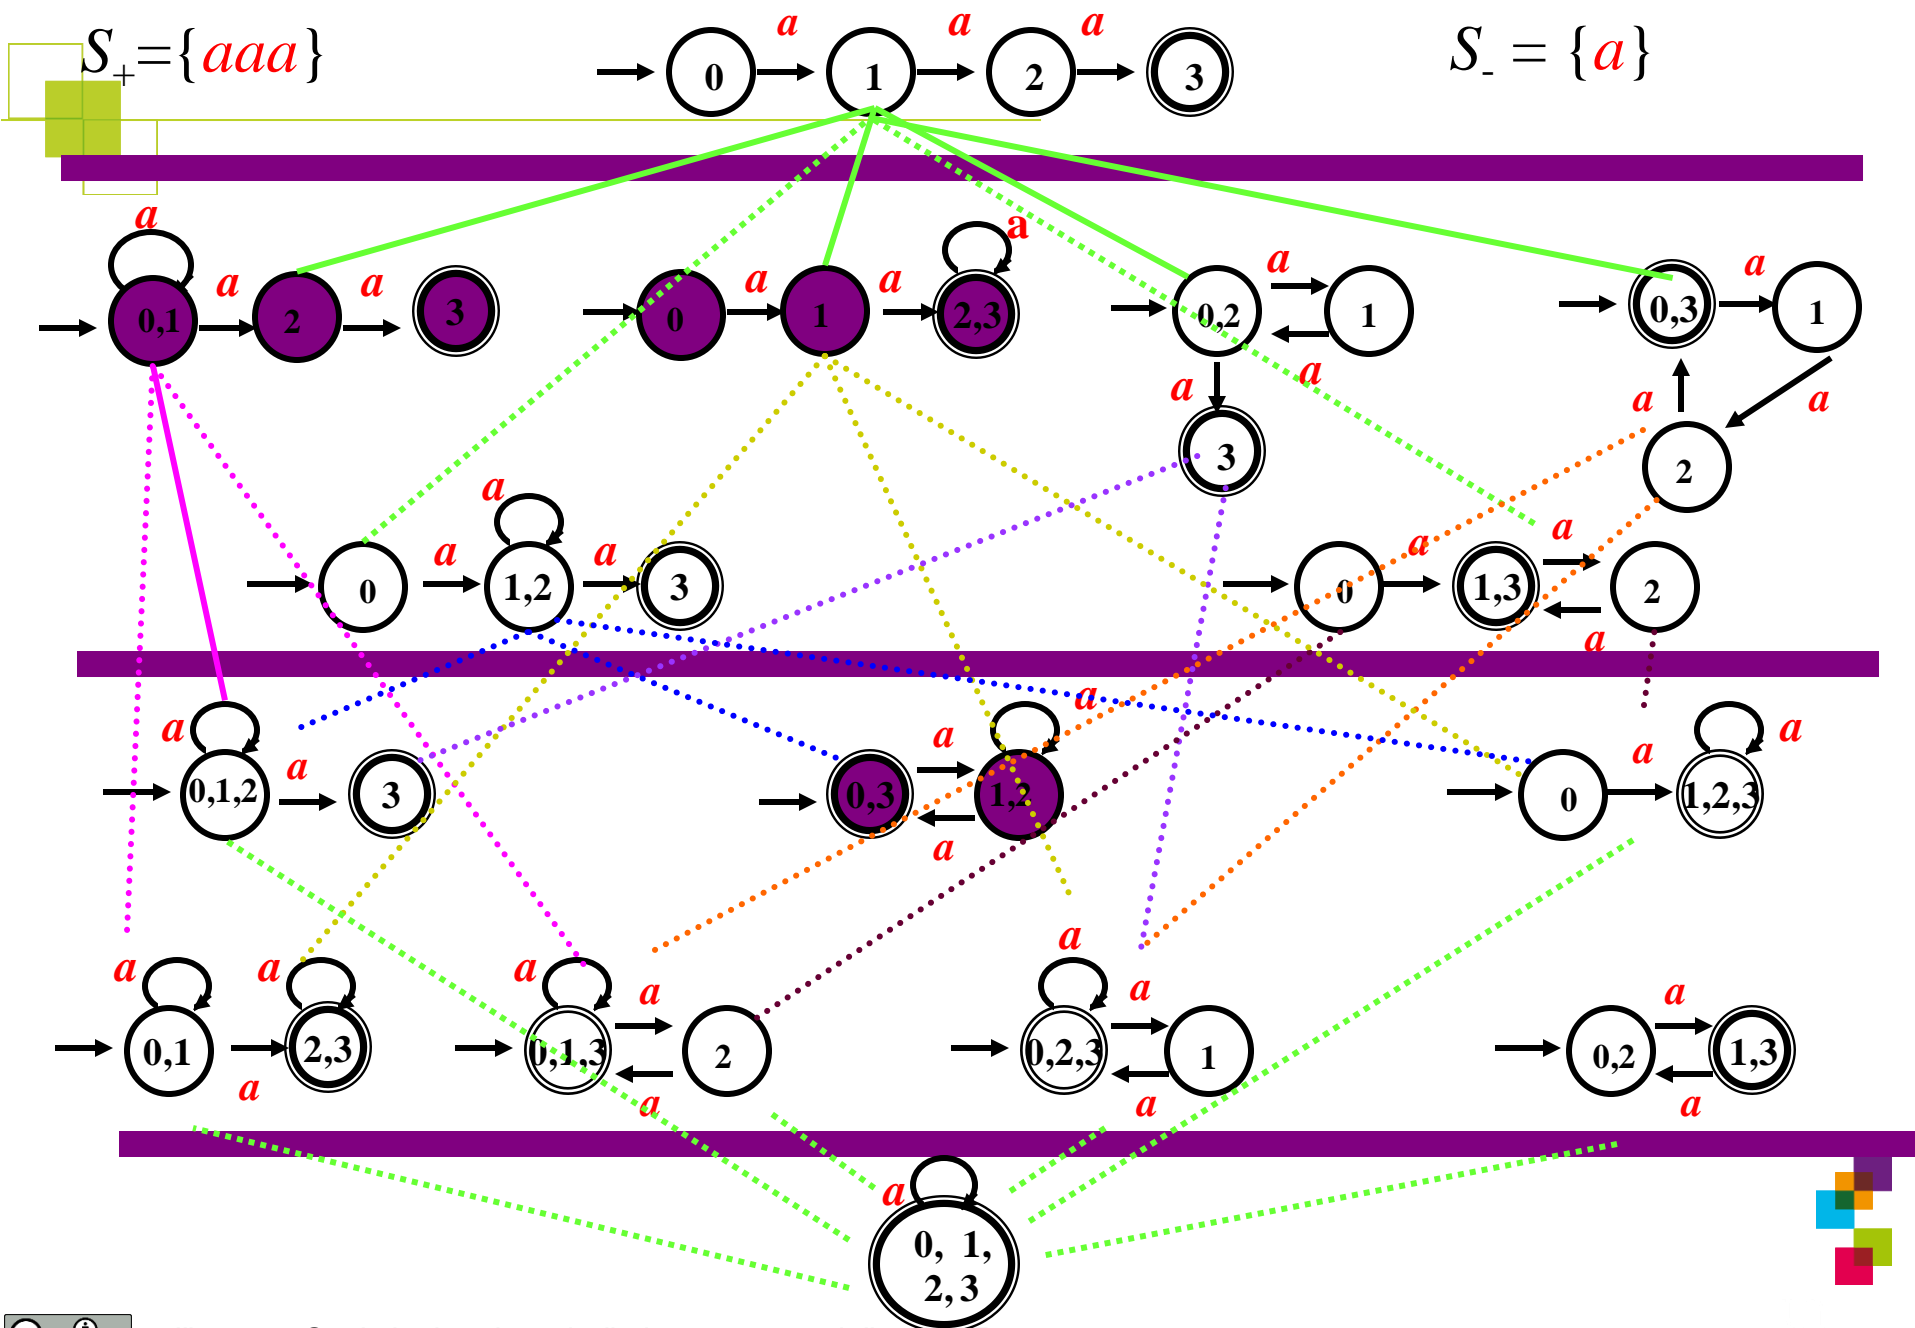 S+={aaa}
a a a
S- = {a}
0 1 2 3
a a a a a a a a
0,1 2 3 0 1 2,3 0,2 1 0,3 1
a a a a
3 2
a a a a a
0 1,2 3 0 1,3 2
a
a a a a a a
0,1,2 3 0,3 1,2 0 1,2,3
a
a a a a a a a
0,1 2,3 0,1,3 2 0,2,3 1 0,2 1,3
a a a a
a
0, 1,
2, 3